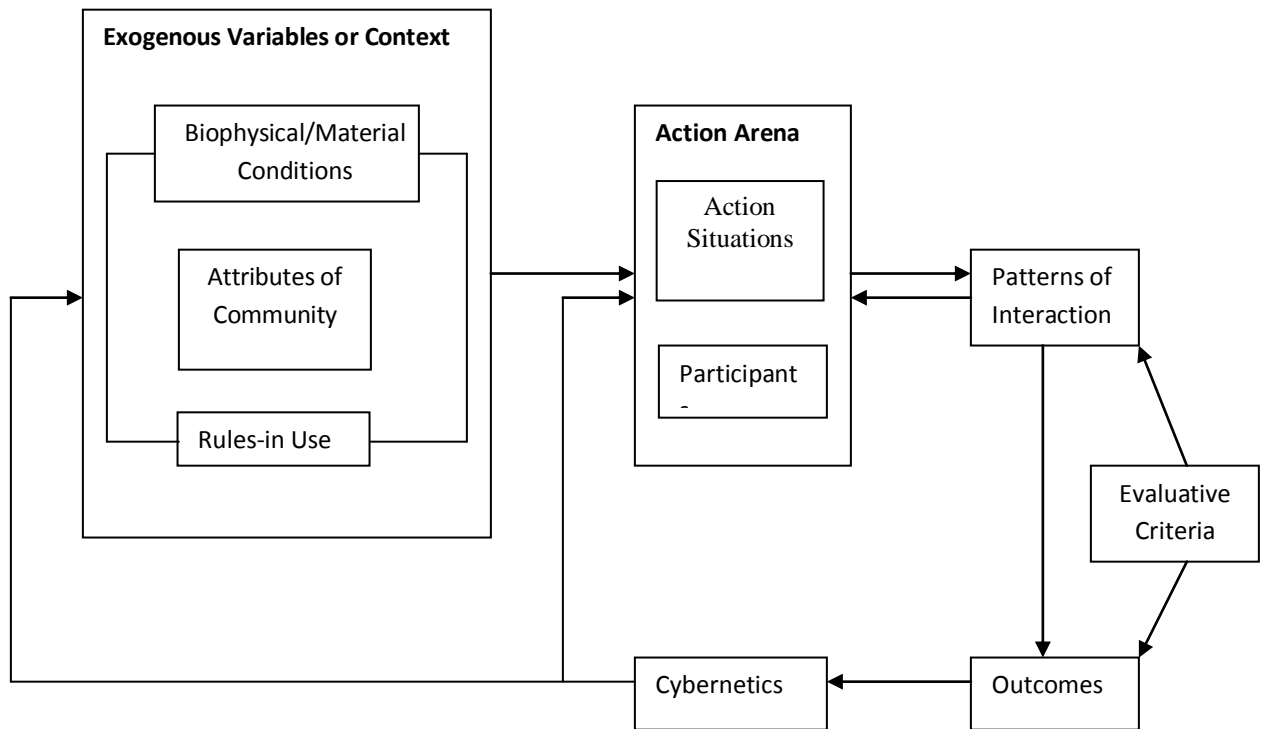 Exogenous Variables or Context
Biophysical/Material
Conditions
Attributes of
Community
Rules-in Use
Action Arena
Action
Situations
Participant
Patterns of
Interaction
Evaluative
Criteria
Cybernetics
Outcomes